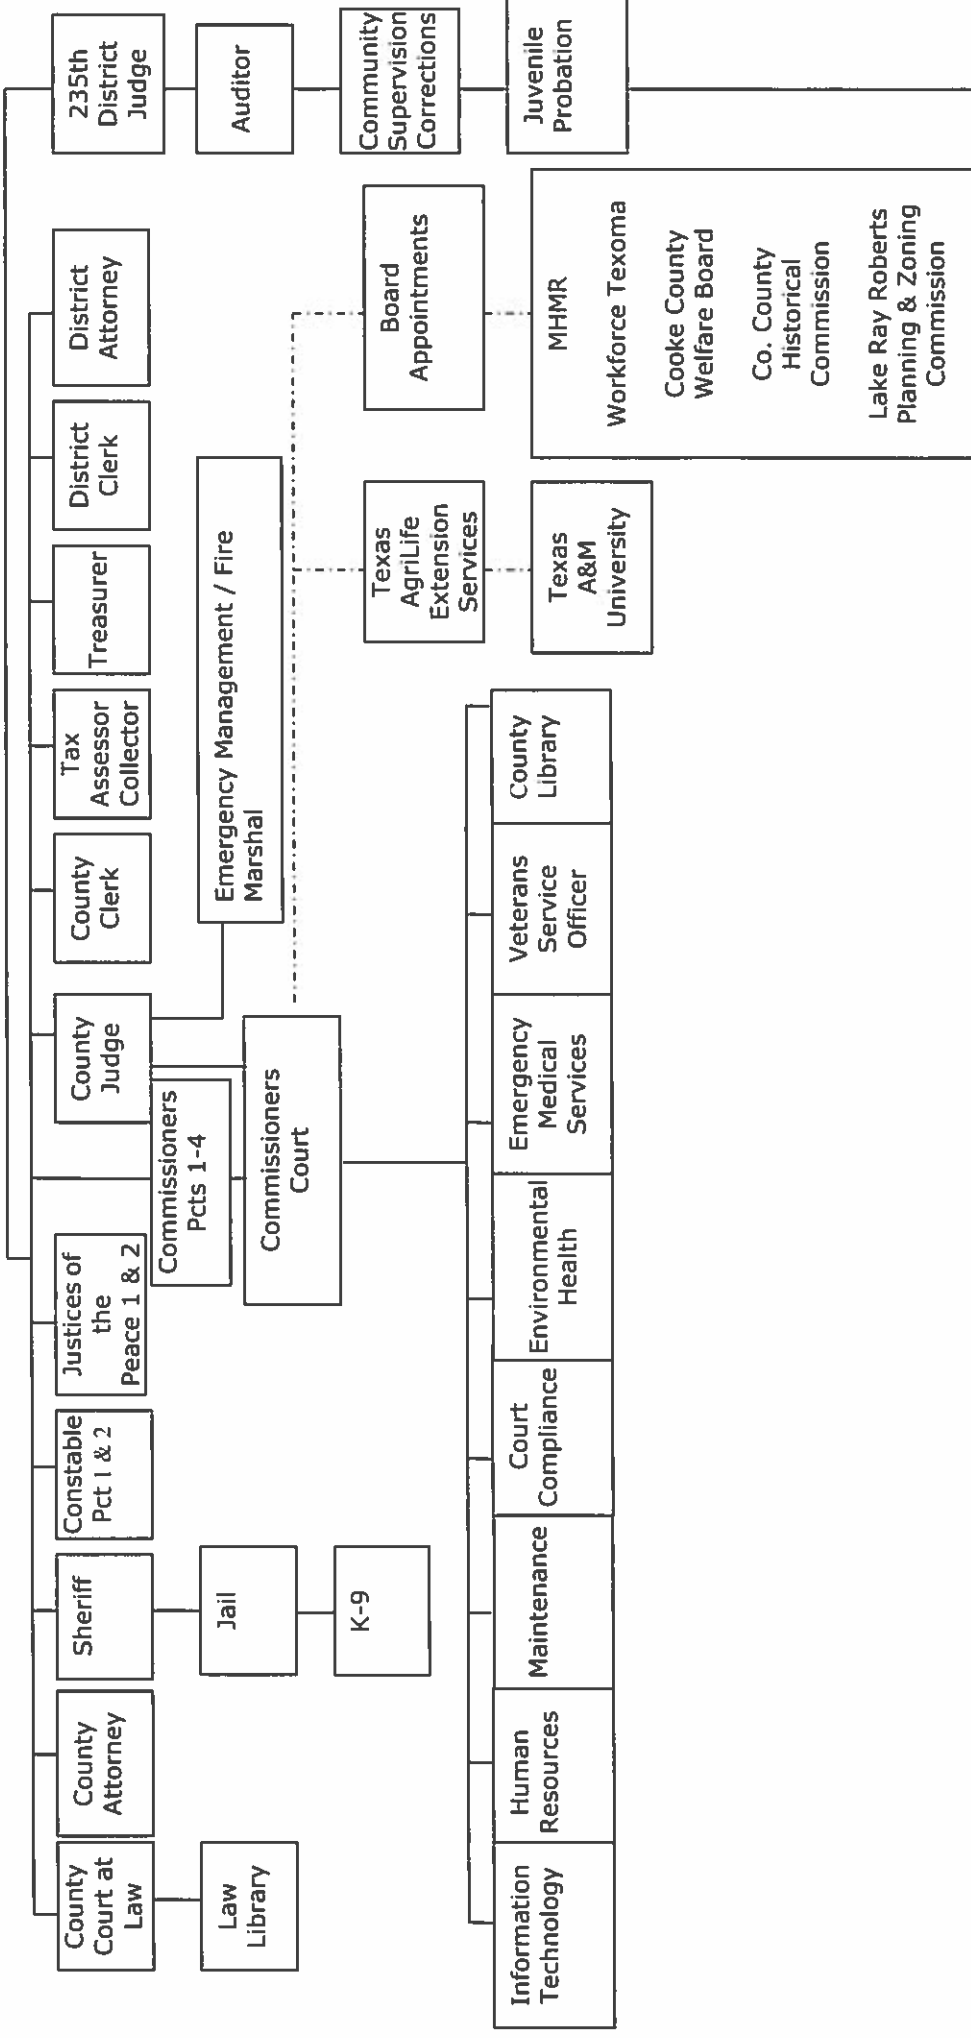 County
Court at
Law
County
Attorney
Sheriff
Constable
Pct 1 & 2
Justices of
the
Peace 1 & 2
County
Judge
County
Clerk
Tax
Assessor
Collector
Treasurer
District
Clerk
District
Attorney
235th
District
Judge
Law
Library
Jail
K-9
Commissioners
Pcts 1-4
Commissioners
Court
Emergency Management / Fire
Marshal
Auditor
Community
Supervision
Corrections
Juvenile
Probation
Texas
AgriLife
Extension
Services
Texas
A&M
University
Board
Appointments
MHMR
Workforce Texoma
Cooke County
Welfare Board
Co. County
Historical
Commission
Lake Ray Roberts
Planning & Zoning
Commission
Information
Technology
Human
Resources
Maintenance
Court
Compliance
Environmental
Health
Emergency
Medical
Services
Veterans
Service
Officer
County
Library